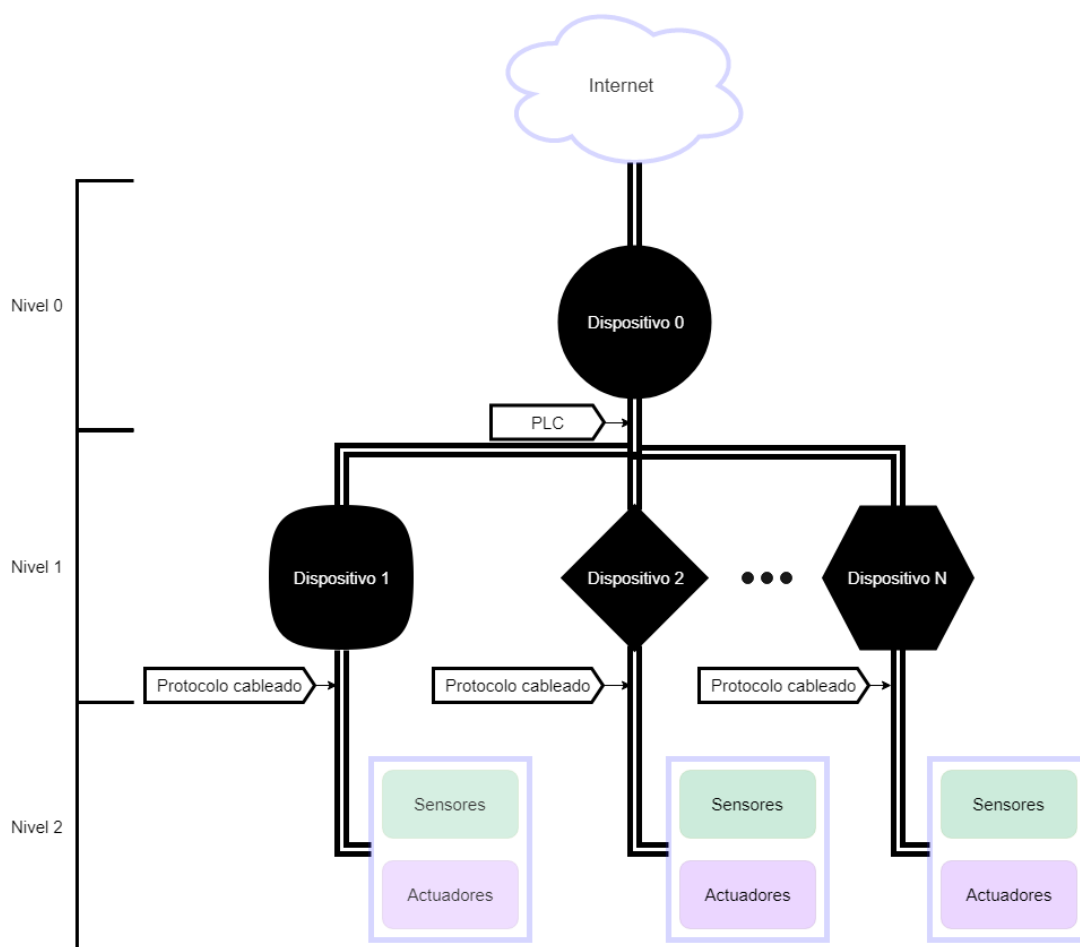 Internet
Nivel 0
Dispositivo 0
PLC
Nivel 1
Dispositivo 1
Dispositivo 2
Dispositivo N
Protocolo cableado
Protocolo cableado
Protocolo cableado
Nivel 2
Sensores
Sensores
Sensores
Actuadores
Actuadores
Actuadores